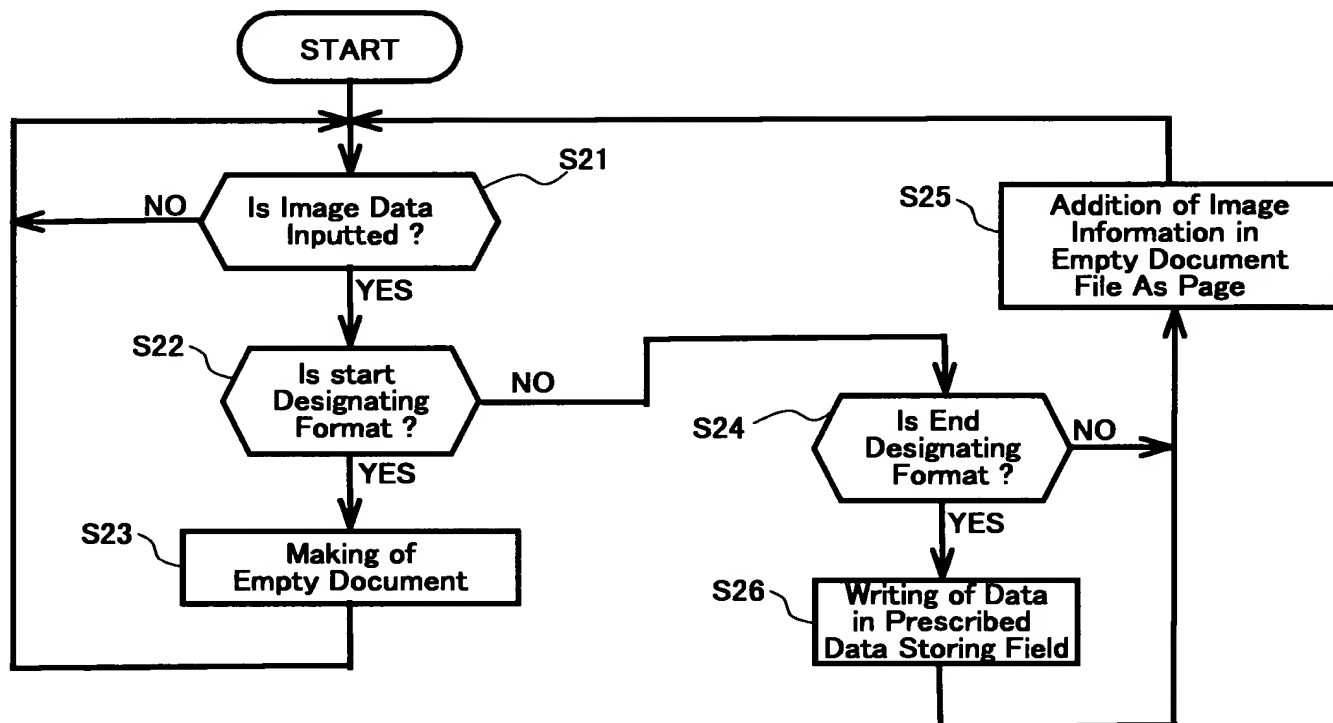 START
S21
Is Image Data
Inputted ?
NO
YES
S22
Is start
Designating
Format ?
NO
YES
S23
Making of
Empty Document
S24
Is End
Designating
Format ?
NO
YES
S25
Addition of Image
Information in
Empty Document
File As Page
S26
Writing of Data
in Prescribed
Data Storing Field